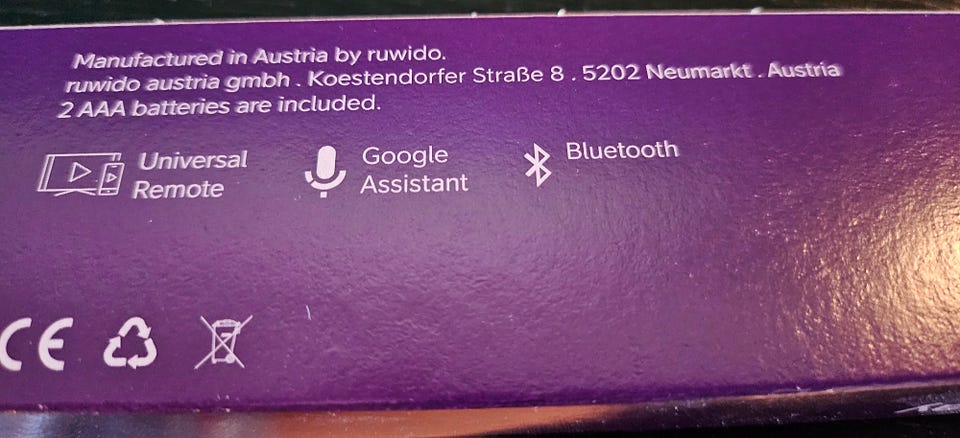 Manufactured in Austria by ruwido.
ruwido austria gmbh . Koestendorfer Straße 8 . 5202 Neumarkt . Austria
2 AAA batteries are included.
Universal
Remote
Google
Assistant
Bluetooth
CE